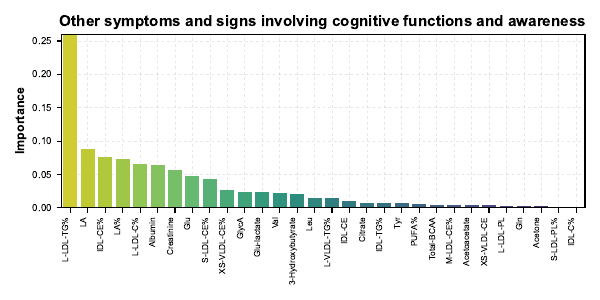 Other symptoms and signs involving cognitive functions and awareness
Importance
0.25
0.20
0.15
0.10
0.05
0.00
L-LDL-TG%
LA
IDL-CE%
LA%
L-LDL-C%
Albumin
Creatinine
Glu
S-LDL-CE%
XS-VLDL-CE%
GlycA
Glu-lactate
Val
3-Hydroxybutyrate
Leu
L-VLDL-TG%
IDL-CE
Citrate
IDL-TG%
Tyr
PUFA%
Total-BCAA
M-LDL-CE%
Acetoacetate
XS-VLDL-CE
L-LDL-PL
Gln
Acetone
S-LDL-PL%
IDL-C%